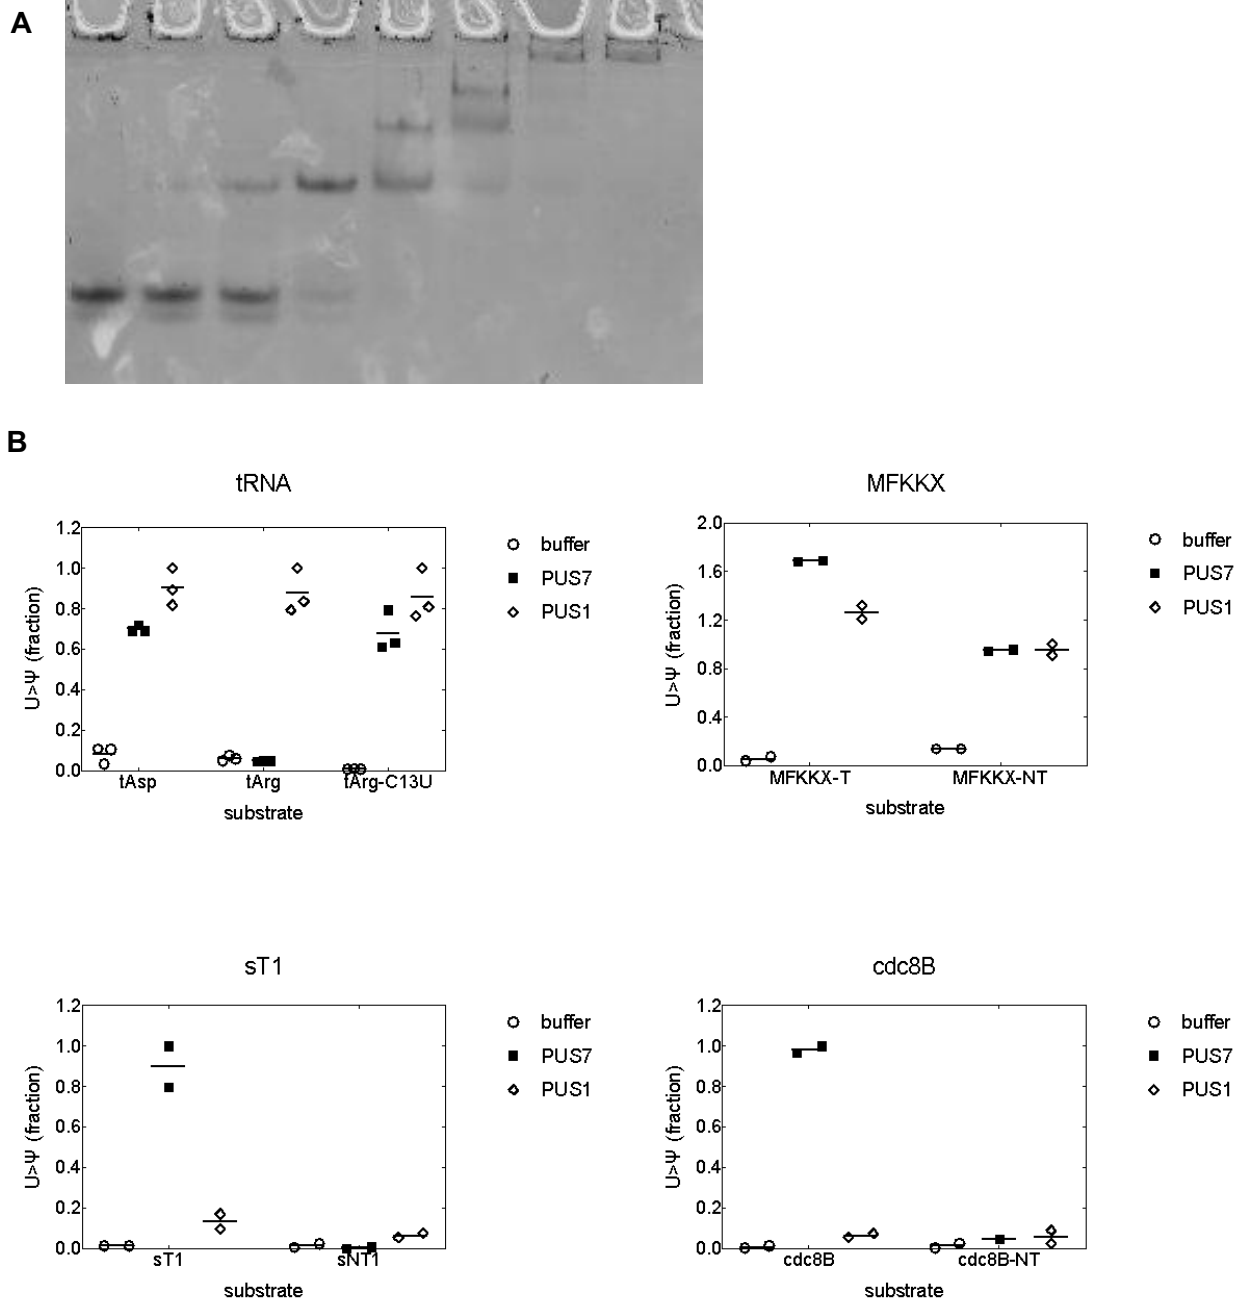 A
B
tRNA
1.2
1.0
0.8
0.6
0.4
0.2
0.0
U>Ψ (fraction)
tAsp tArg tArg-C13U
substrate
buffer
PUS7
PUS1
MFKKX
2.0
1.6
1.2
0.8
0.4
0.0
U>Ψ (fraction)
MFKKX-T MFKKX-NT
substrate
buffer
PUS7
PUS1
sT1
1.2
1.0
0.8
0.6
0.4
0.2
0.0
U>Ψ (fraction)
sT1 sNT1
substrate
buffer
PUS7
PUS1
cdc8B
1.2
1.0
0.8
0.6
0.4
0.2
0.0
U>Ψ (fraction)
cdc8B cdc8B-NT
substrate
buffer
PUS7
PUS1